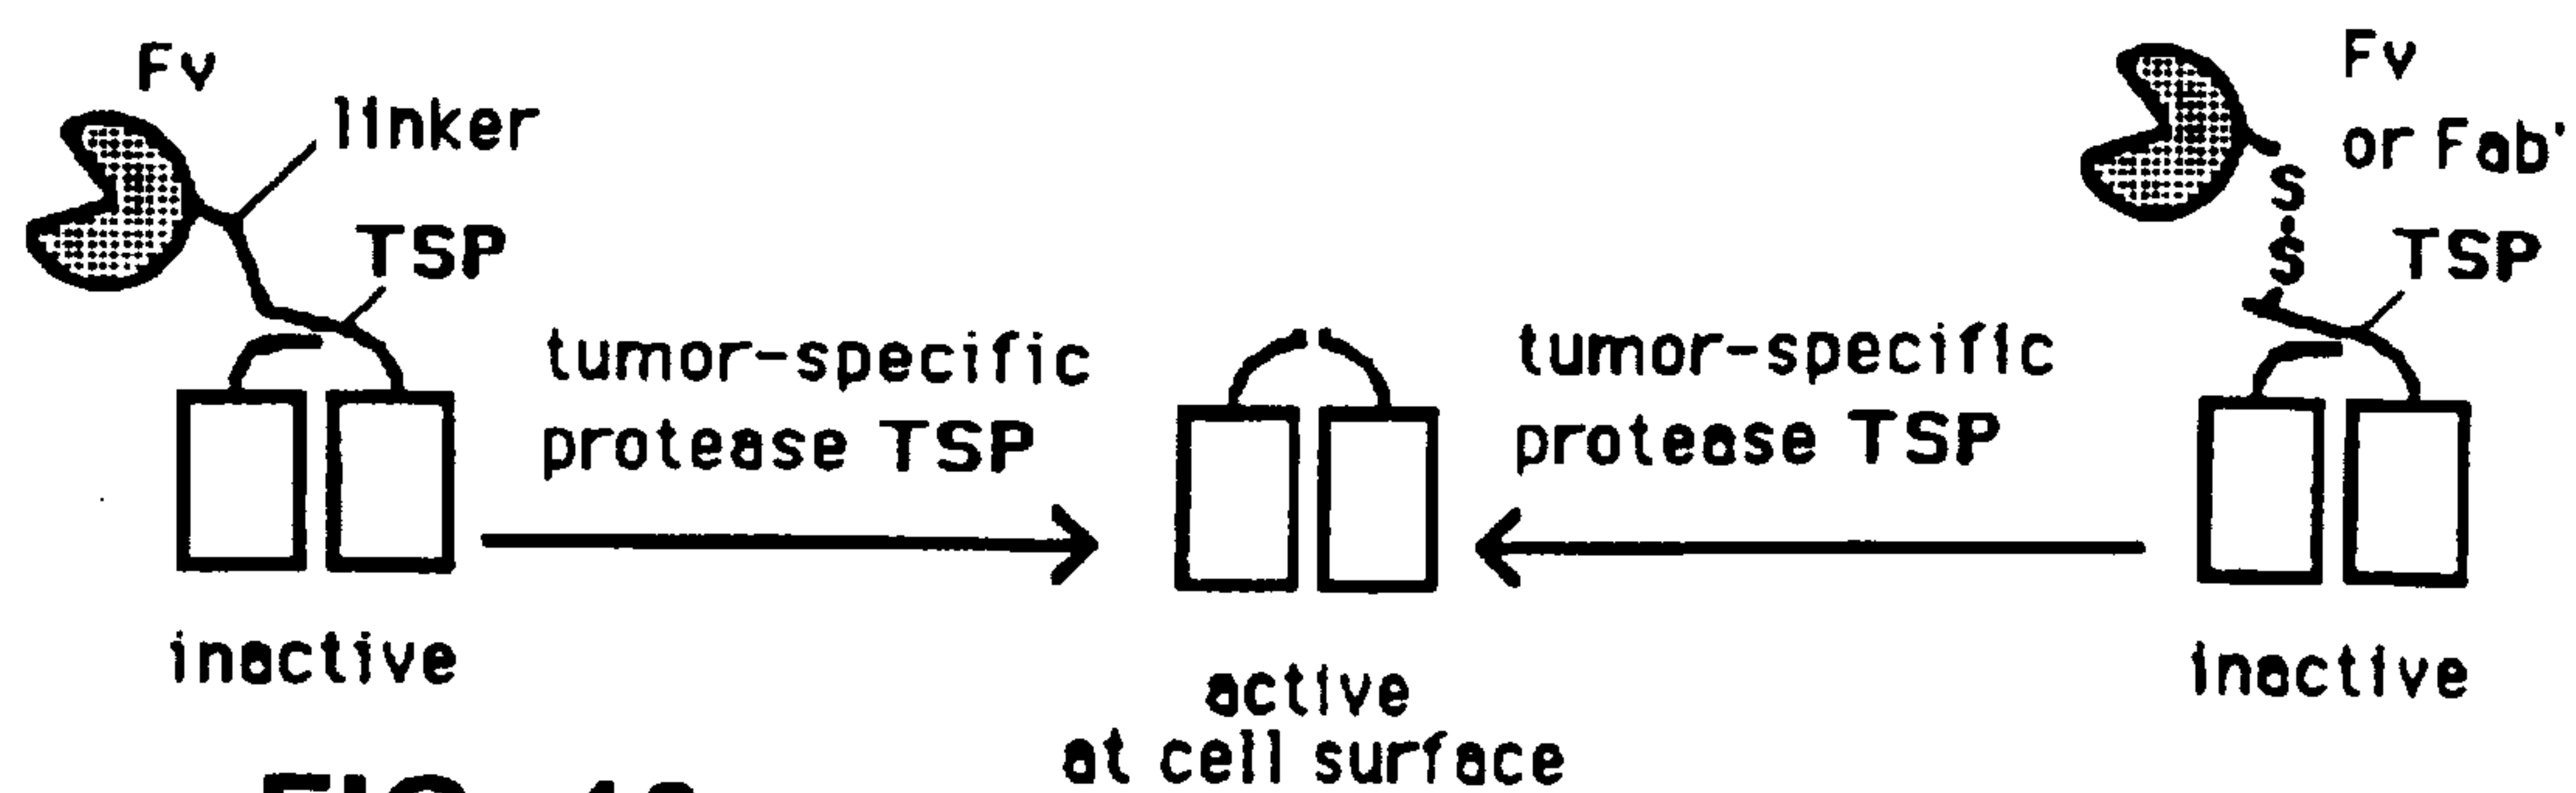 Fv
linker
TSP
tumor-specific
protease TSP
inactive
active
at cell surface
tumor-specific
protease TSP
Fv
or Fab'
S
S
TSP
inactive